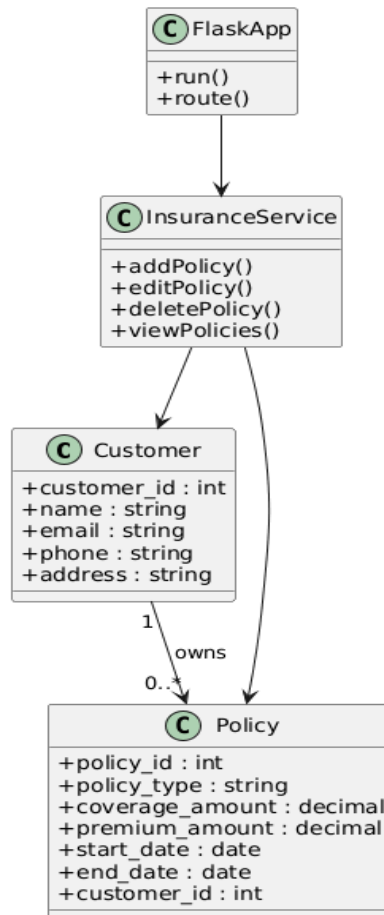 C FlaskApp
+run()
+route()
C InsuranceService
+addPolicy()
+editPolicy()
+deletePolicy()
+viewPolicies()
C Customer
+customer_id : int
+name : string
+email : string
+phone : string
+address : string
1
owns
0..*
C Policy
+policy_id : int
+policy_type : string
+coverage_amount : decimal
+premium_amount : decimal
+start_date : date
+end_date : date
+customer_id : int